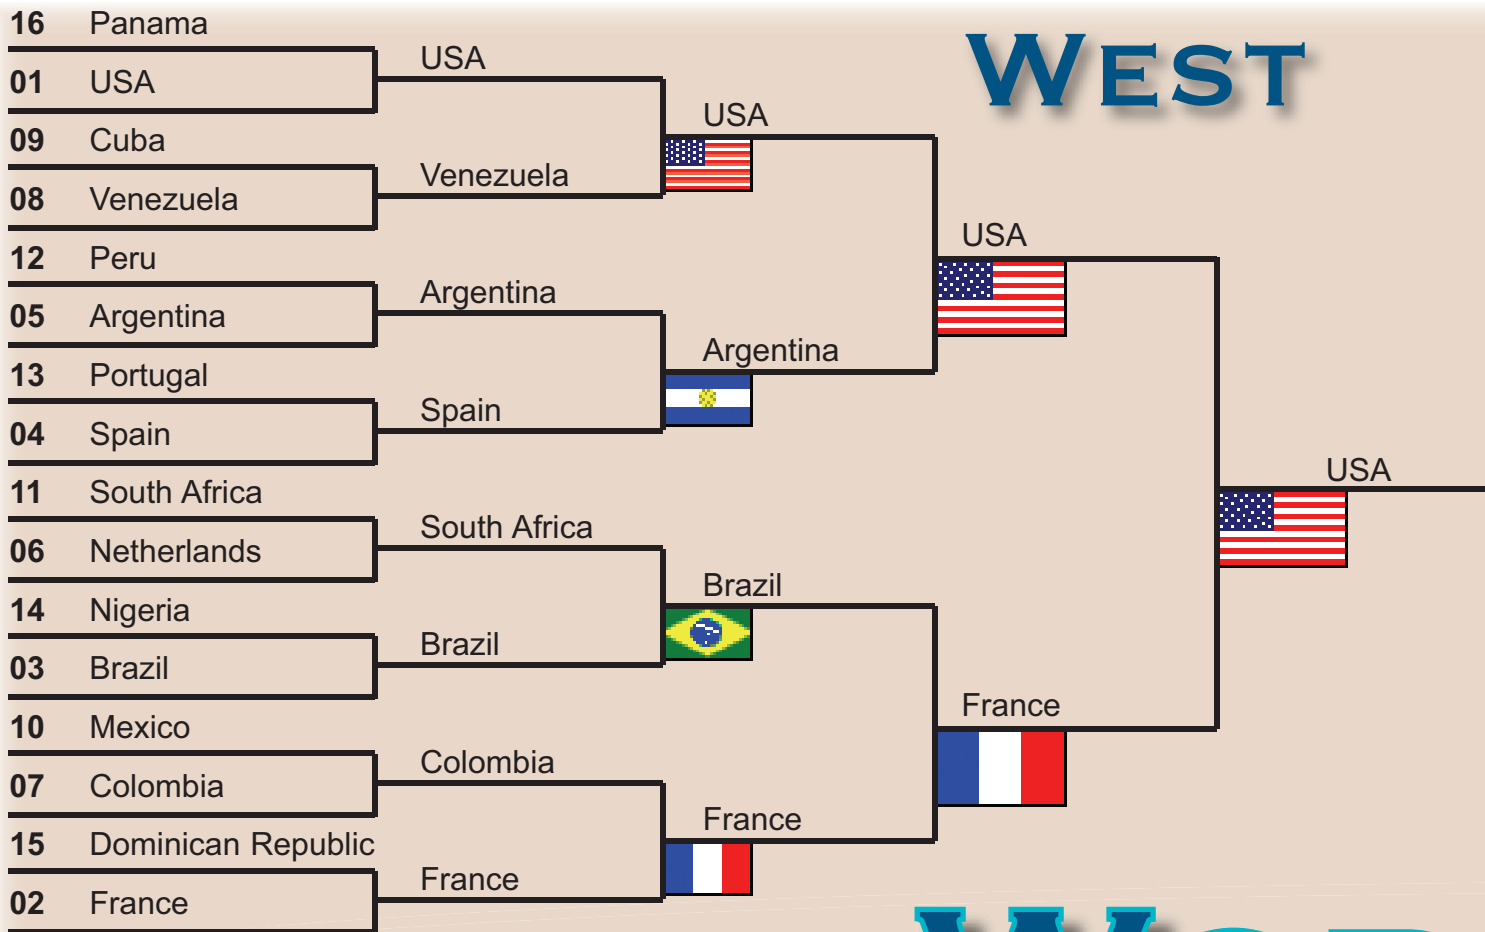 WEST
16 Panama
01 USA
09 Cuba
08 Venezuela
12 Peru
05 Argentina
13 Portugal
04 Spain
11 South Africa
06 Netherlands
14 Nigeria
03 Brazil
10 Mexico
07 Colombia
15 Dominican Republic
02 France
USA
Venezuela
Argentina
Spain
South Africa
Brazil
Colombia
France
USA
Argentina
Brazil
France
USA
France
USA